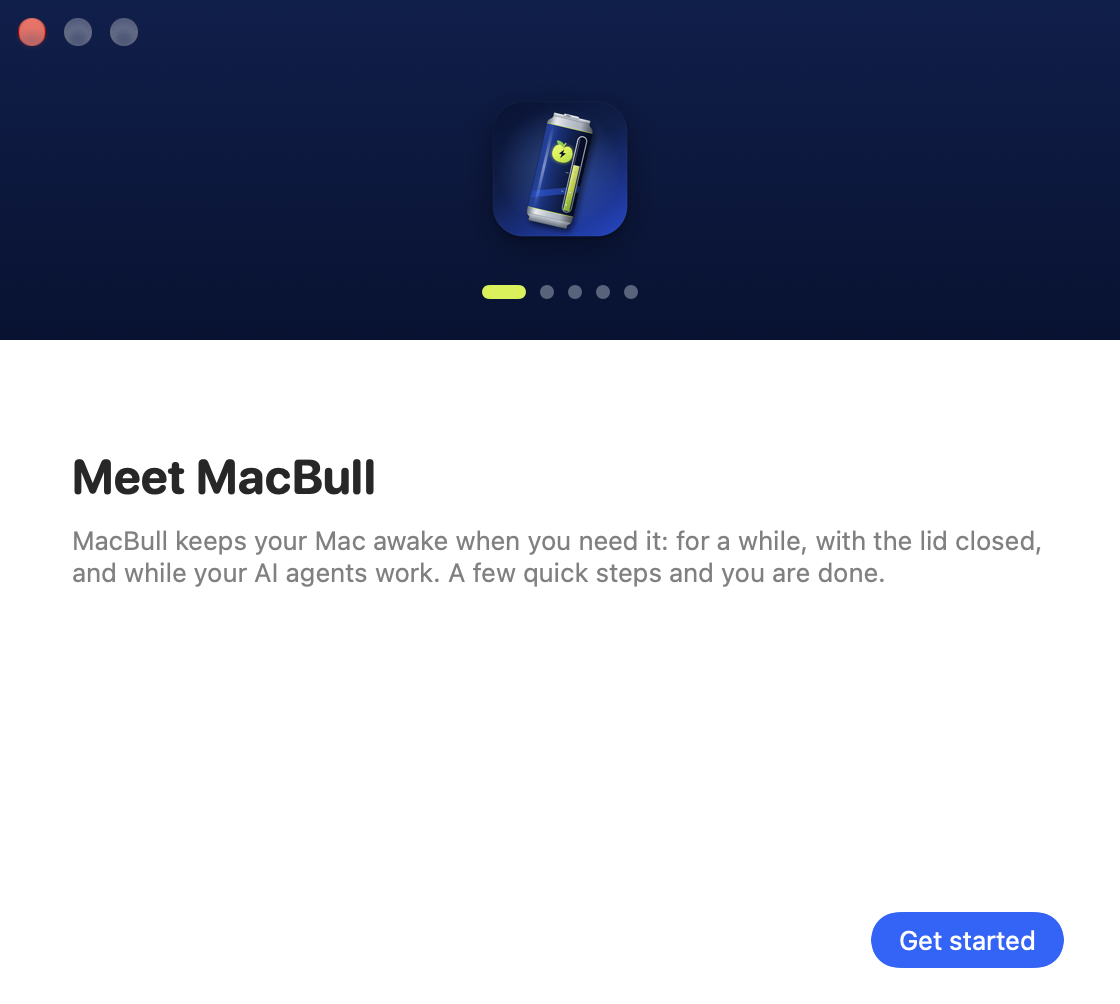 Meet MacBull
MacBull keeps your Mac awake when you need it: for a while, with the lid closed,
and while your AI agents work. A few quick steps and you are done.
Get started